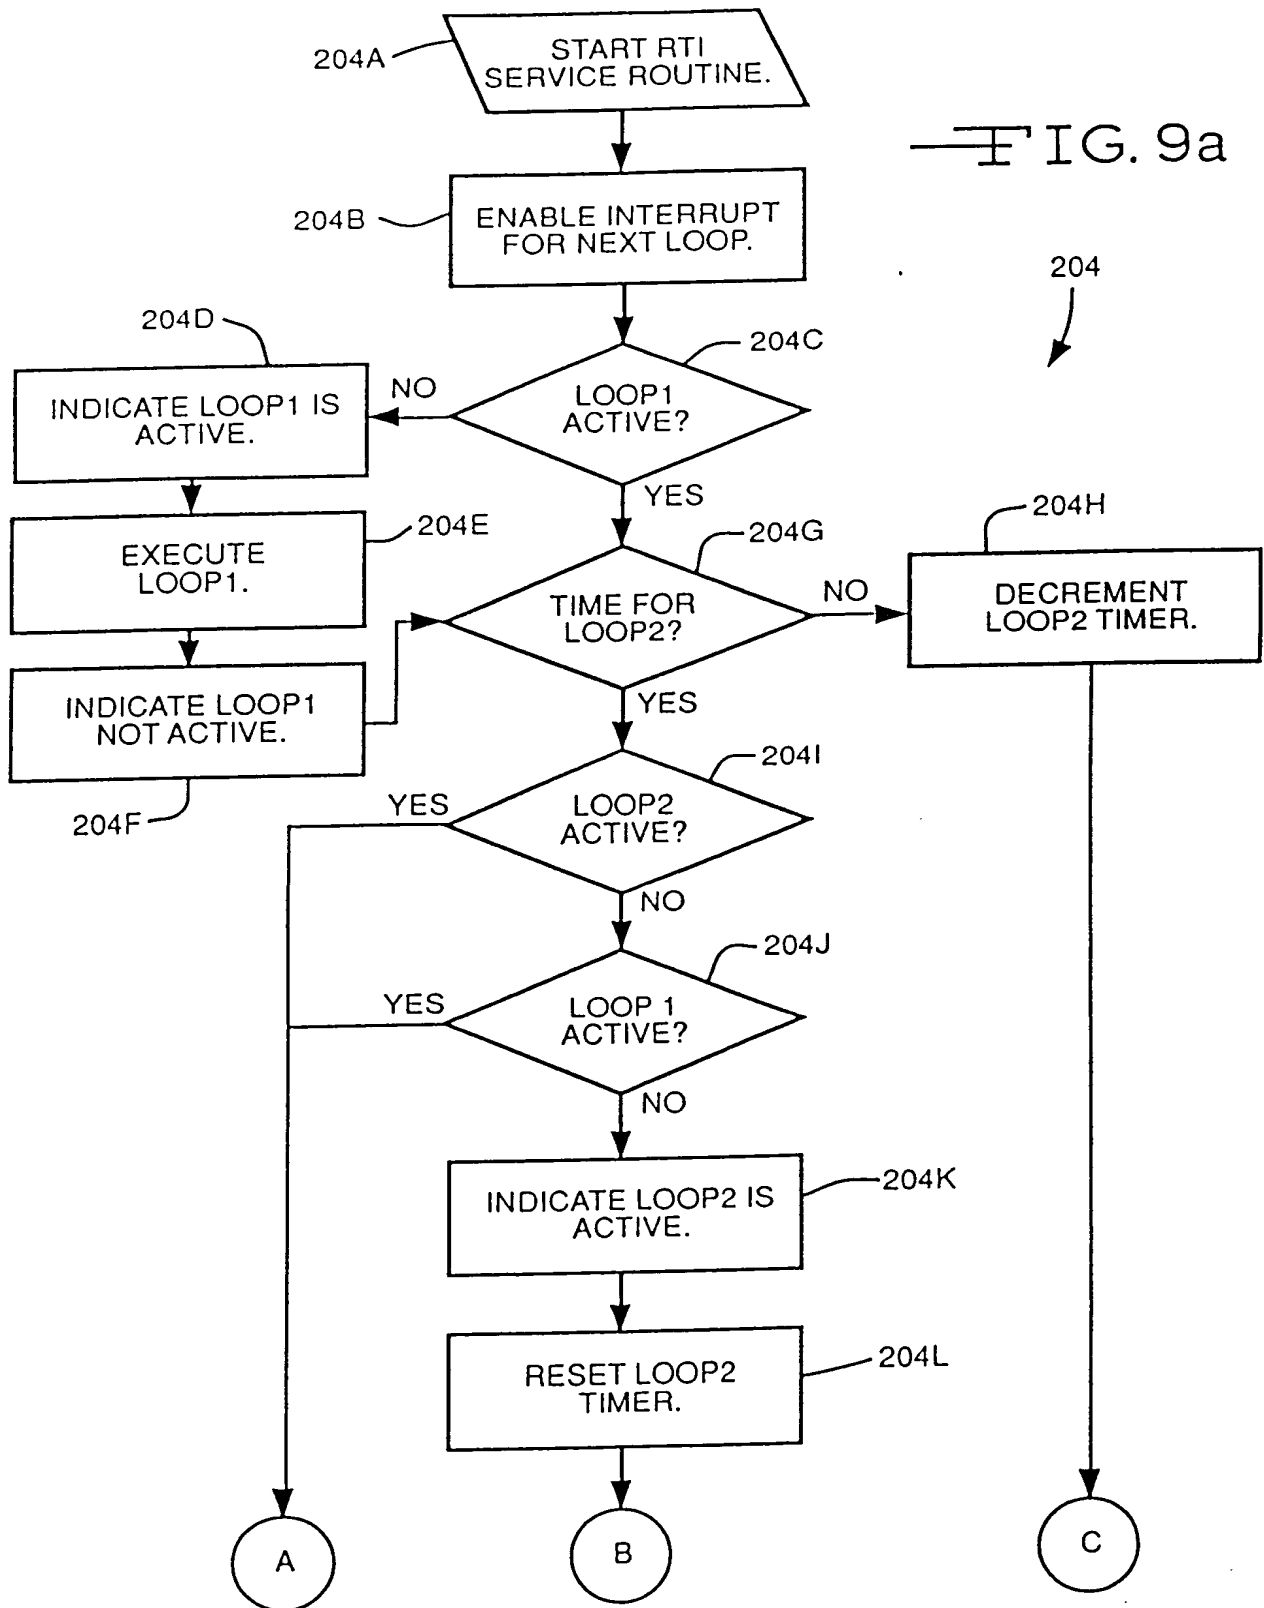 START RTI
SERVICE ROUTINE.
204A
FIG. 9a
ENABLE INTERRUPT
FOR NEXT LOOP.
204B
204
204D
204C
INDICATE LOOP1 IS
ACTIVE.
NO
LOOP1
ACTIVE?
YES
204E
EXECUTE
LOOP1.
204G
204H
TIME FOR
LOOP2?
NO
DECREMENT
LOOP2 TIMER.
INDICATE LOOP1
NOT ACTIVE.
YES
204F
204I
YES
LOOP2
ACTIVE?
NO
204J
YES
LOOP 1
ACTIVE?
NO
204K
INDICATE LOOP2 IS
ACTIVE.
204L
RESET LOOP2
TIMER.
A
B
C